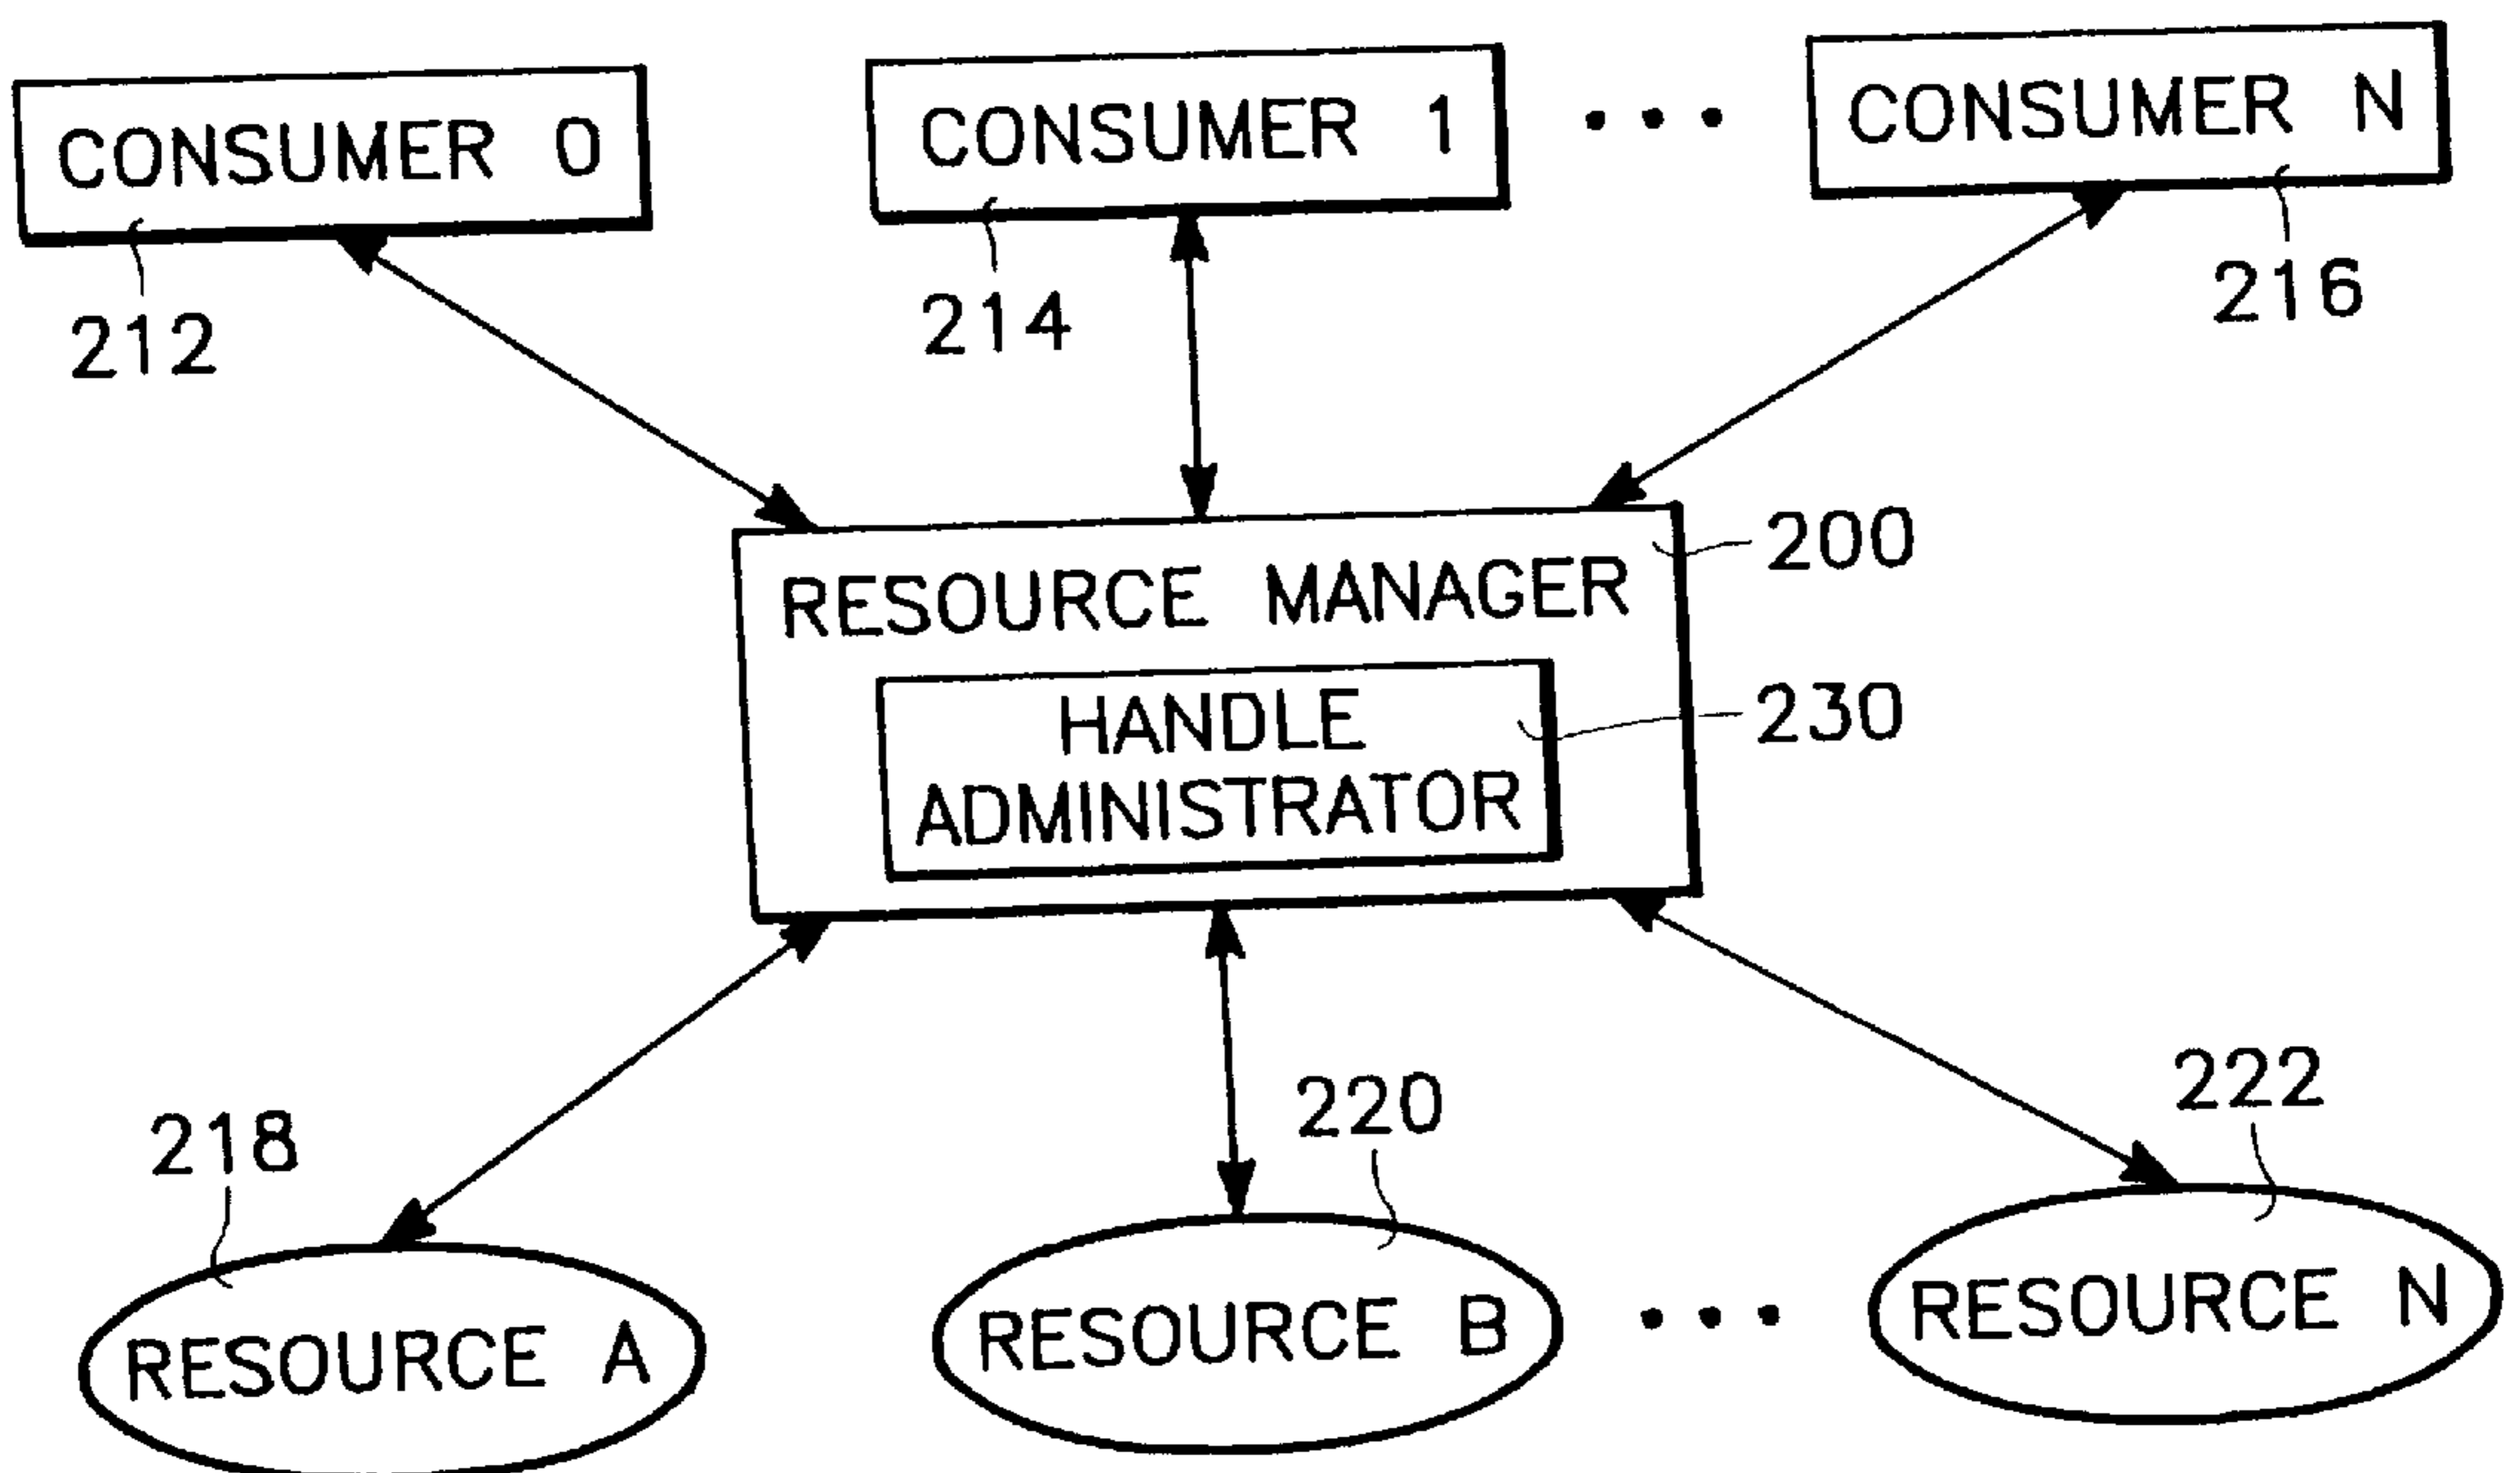 CONSUMER 0
CONSUMER 1
CONSUMER N
212
214
216
RESOURCE MANAGER
200
HANDLE
ADMINISTRATOR
230
218
220
222
RESOURCE A
RESOURCE B
RESOURCE N